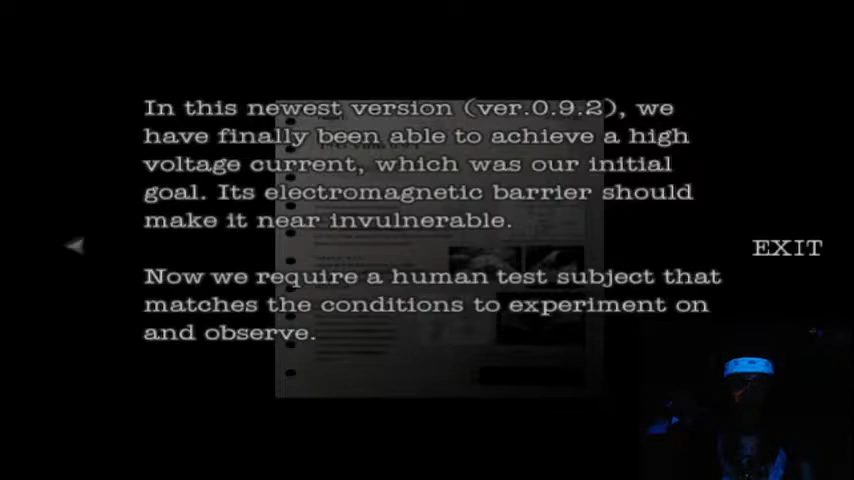 In this newest version (ver.0.9.2), we
have finally been able to achieve a high
voltage current, which was our initial
goal. Its electromagnetic barrier should
make it near invulnerable.
EXIT
Now we require a human test subject that
matches the conditions to experiment on
and observe.